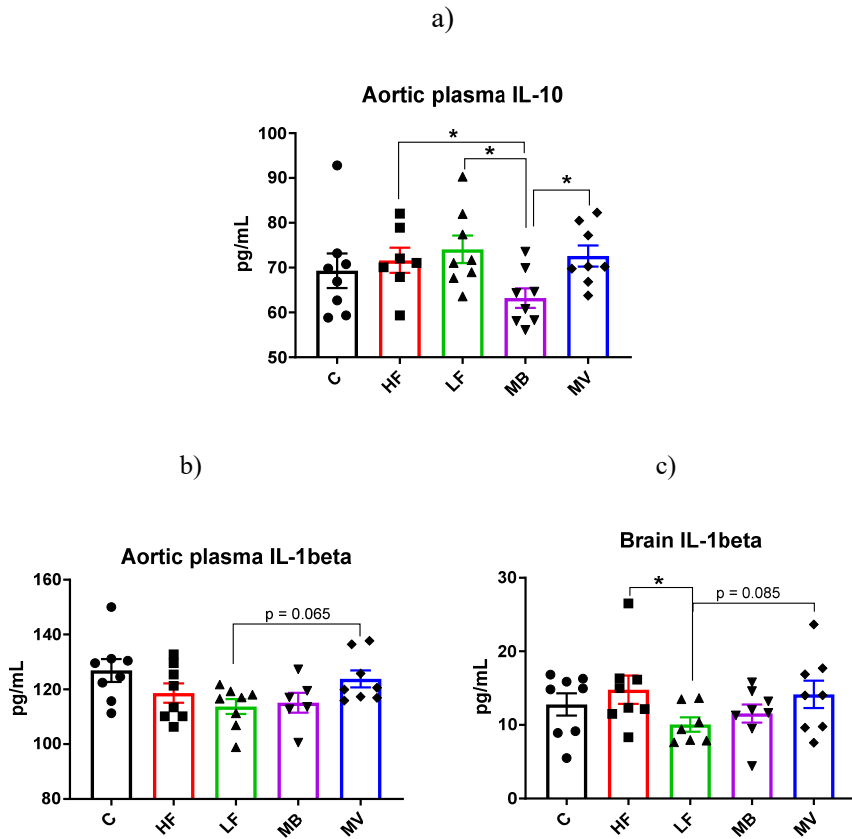 a)
Aortic plasma IL-10
100
90
80
70
60
50
pg/mL
*
*
*
C
HF
LF
MB
MV
b)
Aortic plasma IL-1beta
160
140
120
100
80
pg/mL
p = 0.065
C
HF
LF
MB
MV
c)
Brain IL-1beta
30
20
10
0
pg/mL
*
p = 0.085
C
HF
LF
MB
MV